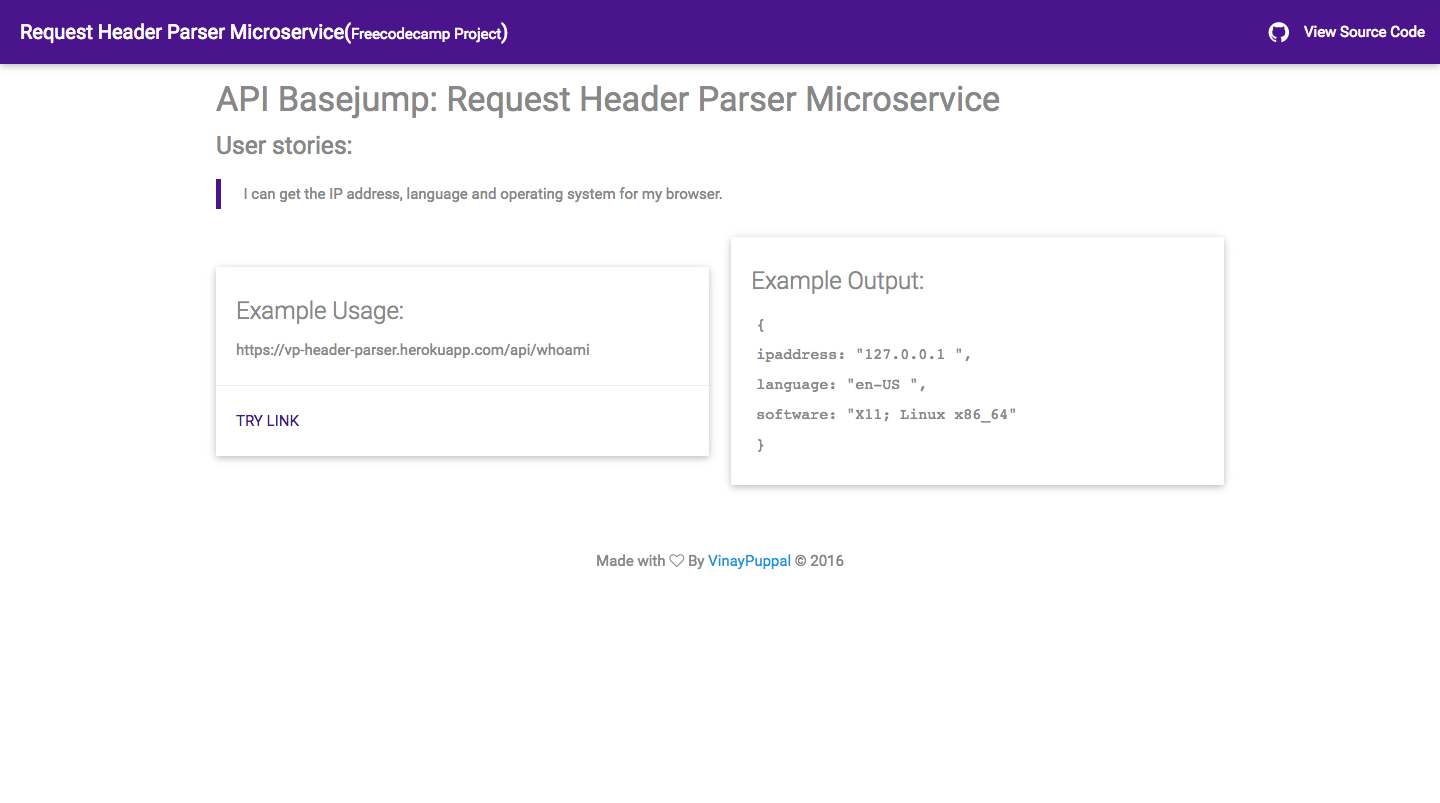 Request Header Parser Microservice(Freecodecamp Project)
View Source Code
API Basejump: Request Header Parser Microservice
User stories:
I can get the IP address, language and operating system for my browser.
Example Usage:
https://vp-header-parser.herokuapp.com/api/whoami
TRY LINK
Example Output:
{
ipaddress: "127.0.0.1 ",
language: "en-US ",
software: "X11; Linux x86_64"
}
Made with ♡ By VinayPuppal © 2016